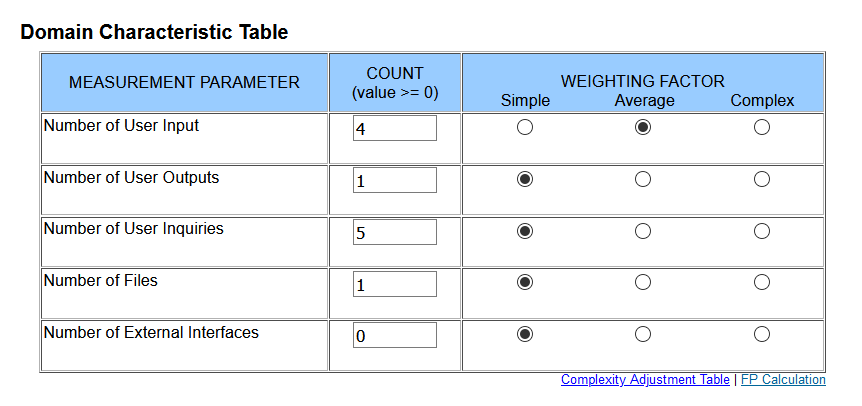 Domain Characteristic Table
MEASUREMENT PARAMETER
COUNT
(value >= 0)
WEIGHTING FACTOR
Simple Average Complex
Number of User Input 4
Number of User Outputs 1
Number of User Inquiries 5
Number of Files 1
Number of External Interfaces 0
Complexity Adjustment Table | FP Calculation